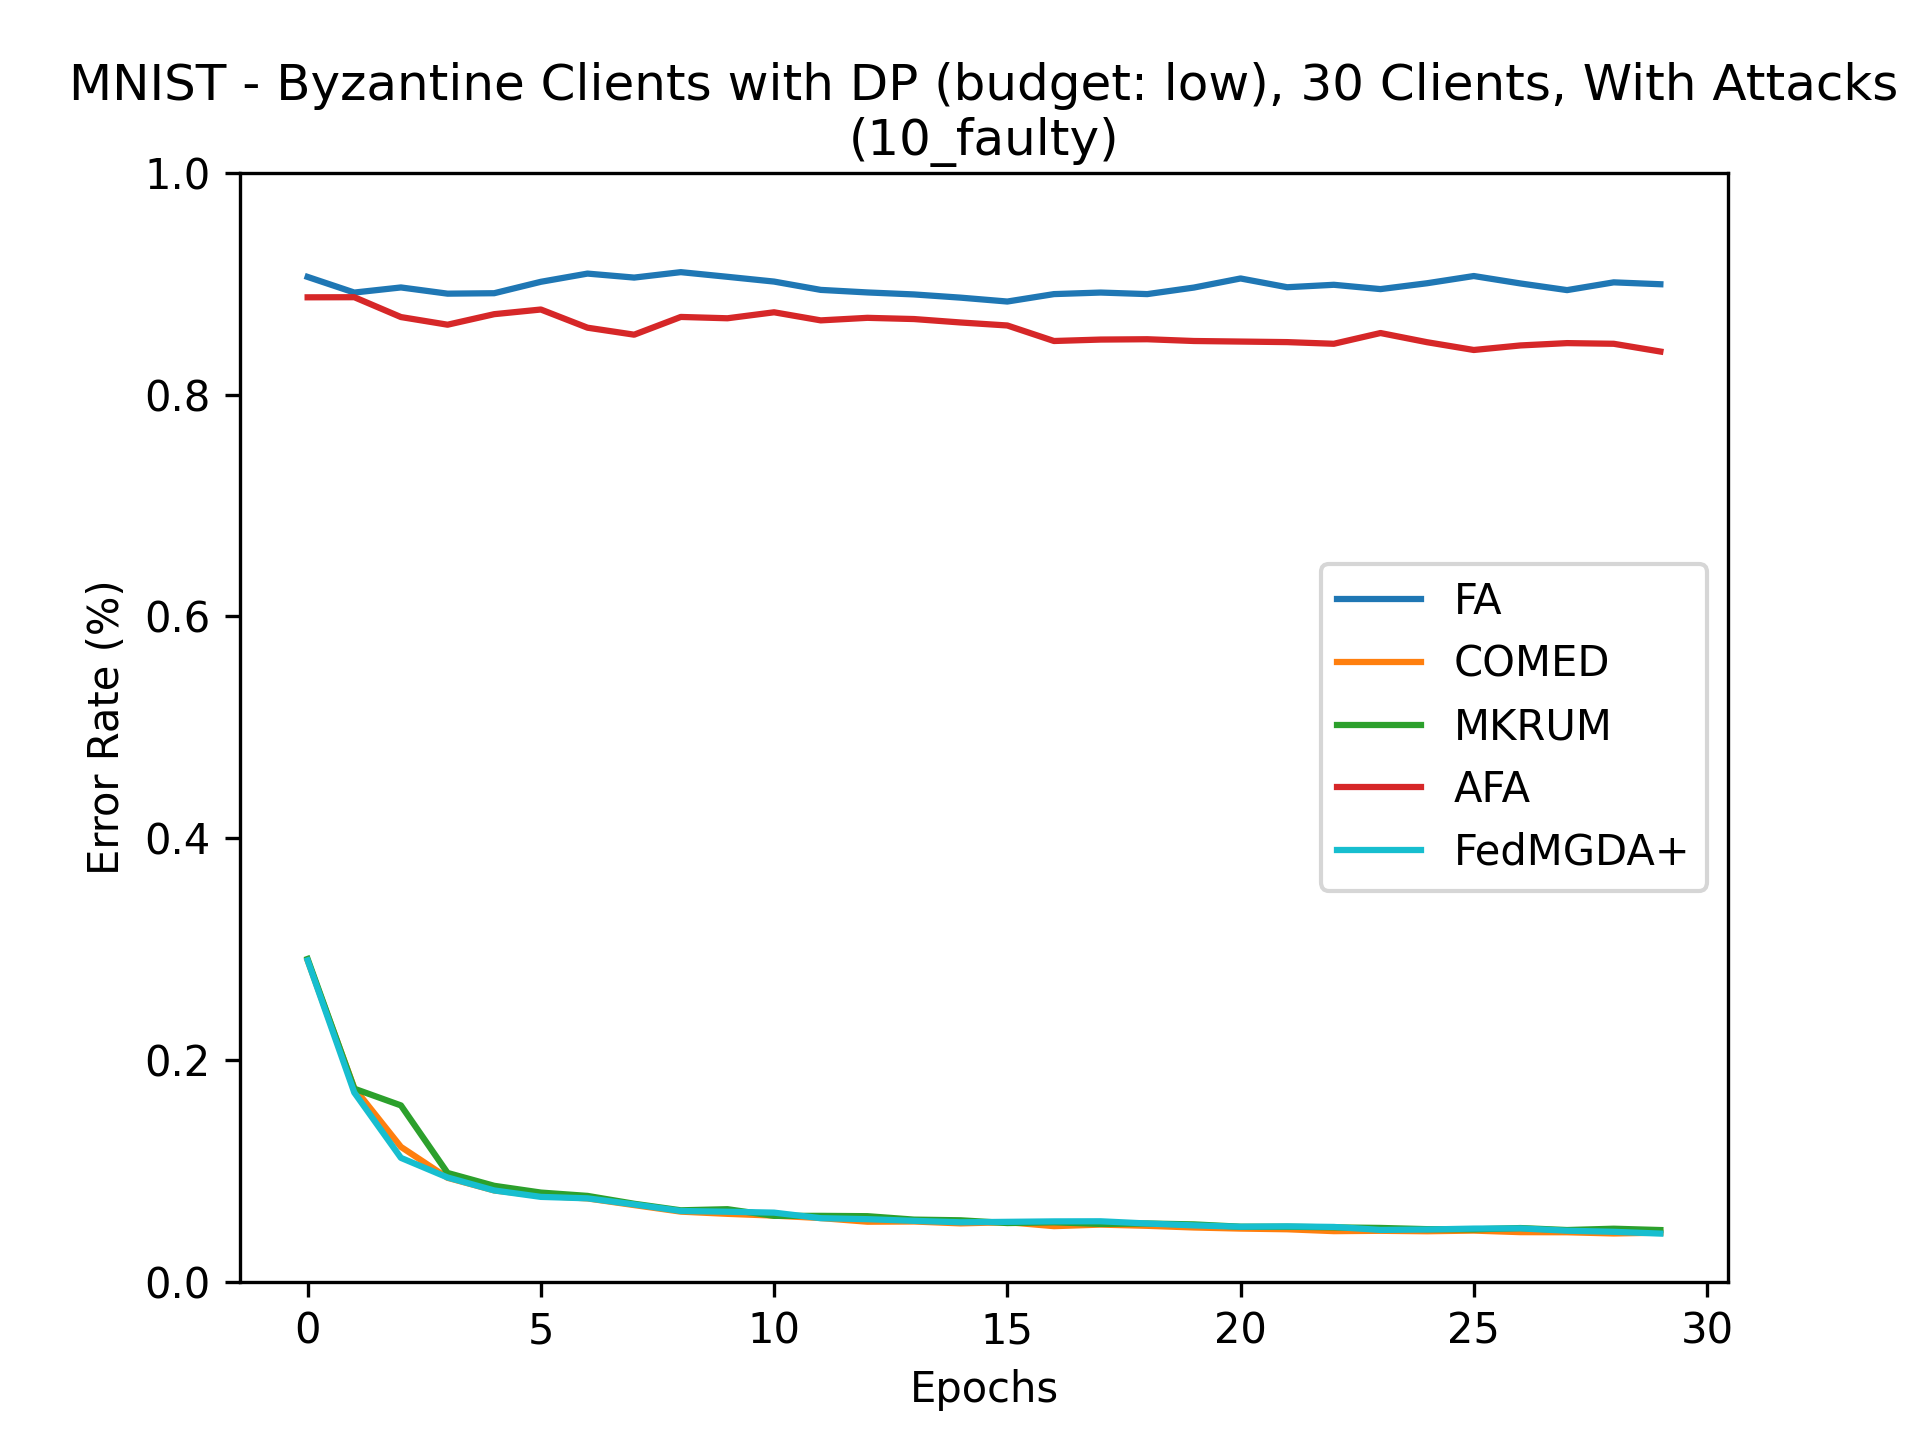 MNIST - Byzantine Clients with DP (budget: low), 30 Clients, With Attacks
(10_faulty)
1.0
0.8
0.6
0.4
0.2
0.0
Error Rate (%)
FA
COMED
MKRUM
AFA
FedMGDA+
0 5 10 15 20 25 30
Epochs